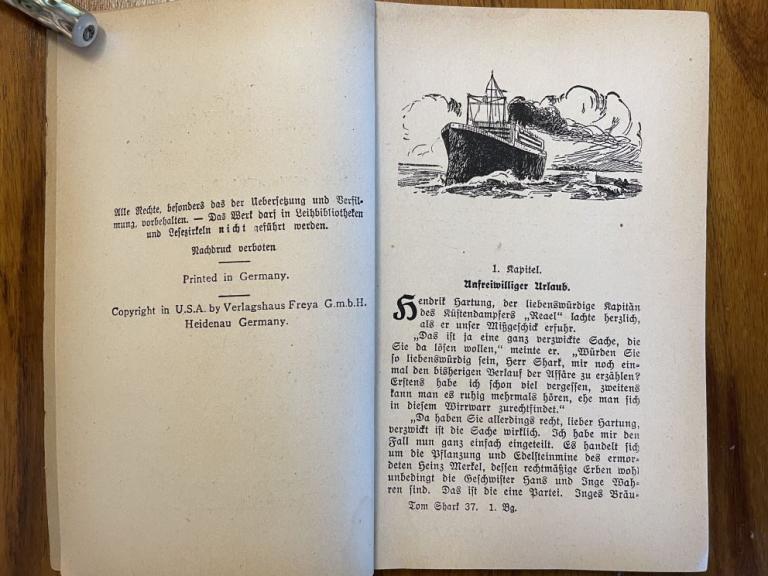 Alle Rechte, besonders das der Uebersetzung und Verfil-
mung, vorbehalten. — Das Werk darf in Leihbibliotheken
und Lesezirkeln nicht geführt werden.
Nachdruck verboten
Printed in Germany.
Copyright in U.S.A. by Verlagshaus Freya G.m.b.H.
Heidenau Germany.
1. Kapitel.
Unfreiwilliger Urlaub.
Hendrik Hartung, der liebenswürdige Kapitän
des Küstendampfers „Reael“ lachte herzlich,
als er unser Mißgeschick erfuhr.
„Das ist ja eine ganz verzwickte Sache, die
Sie da lösen wollen,“ meinte er. „Würden Sie
so liebenswürdig sein, Herr Shark, mir noch ein-
mal den bisherigen Verlauf der Affäre zu erzählen?
Erstens habe ich schon viel vergessen, zweitens
kann man es ruhig mehrmals hören, ehe man sich
in diesem Wirrwarr zurechtfindet.“
„Da haben Sie allerdings recht, lieber Hartung,
verzwickt ist die Sache wirklich. Ich habe mir den
Fall nun ganz einfach eingeteilt. Es handelt sich
um die Pflanzung und Edelsteinmine des ermor-
deten Heinz Merkel, dessen rechtmäßige Erben wohl
unbedingt die Geschwister Hans und Inge Wah-
ren sind. Das ist die eine Partei. Inges Bräu-
Tom Shark 37. 1. Bg.